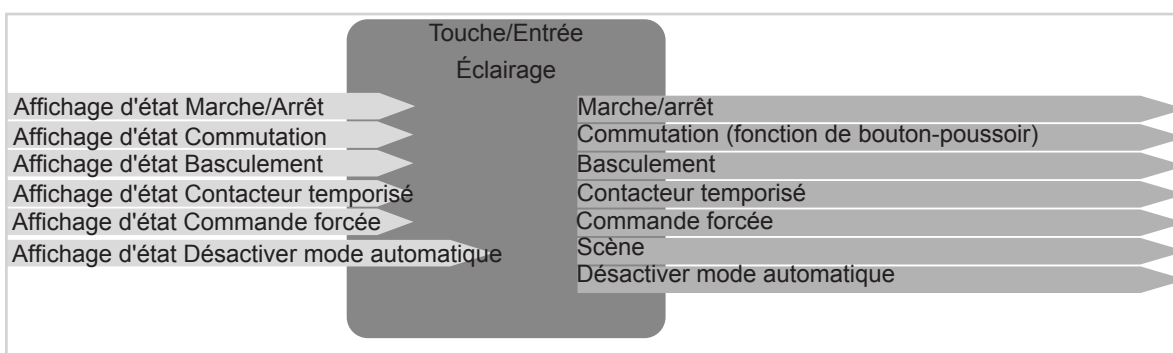 Touche/Entrée
Éclairage
Affichage d'état Marche/Arrêt
Affichage d'état Commutation
Affichage d'état Basculement
Affichage d'état Contacteur temporisé
Affichage d'état Commande forcée
Affichage d'état Désactiver mode automatique
Marche/arrêt
Commutation (fonction de bouton-poussoir)
Basculement
Contacteur temporisé
Commande forcée
Scène
Désactiver mode automatique